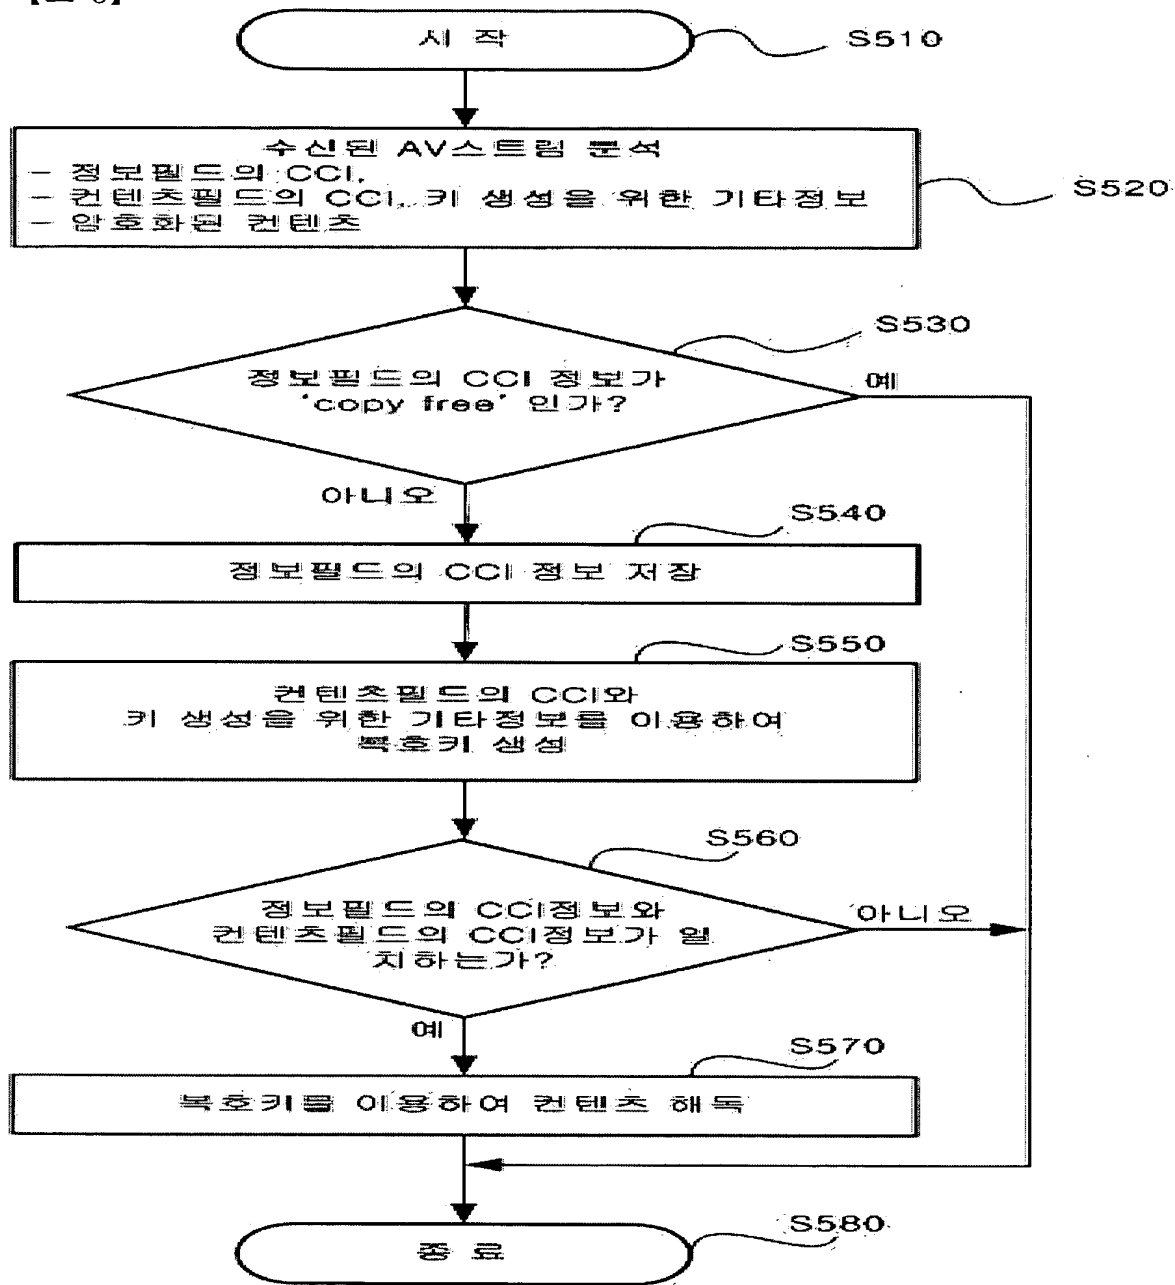 시 작
S510
수신된 AV스트림 분석
- 정보필드의 CCI,
- 컨텐츠필드의 CCI, 키 생성을 위한 기타정보
- 암호화된 컨텐츠
S520
S530
정보필드의 CCI 정보가
'copy free' 인가?
예
아니오
S540
정보필드의 CCI 정보 저장
S550
컨텐츠필드의 CCI와
키 생성을 위한 기타정보를 이용하여
복호키 생성
S560
정보필드의 CCI정보와
컨텐츠필드의 CCI정보가 일
치하는가?
아니오
예
S570
복호키를 이용하여 컨텐츠 해독
S580
종 료